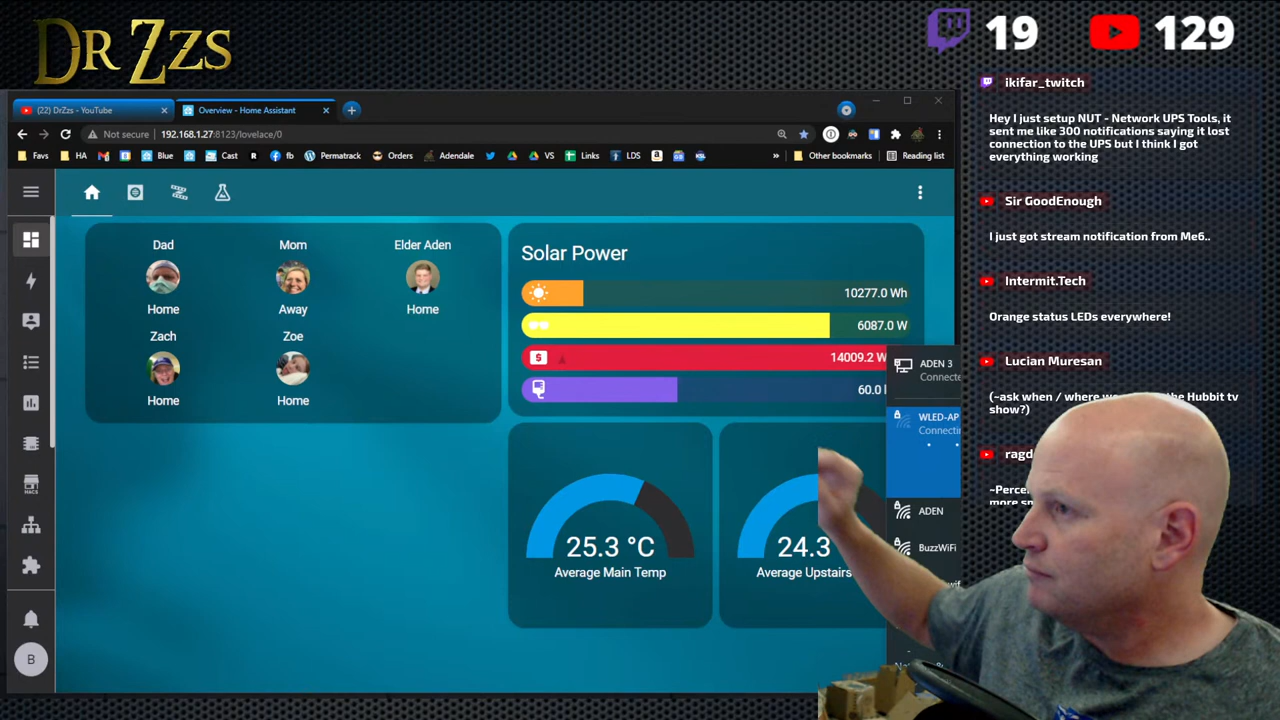 DR ZZS
19
129
(22) DrZzs - YouTube
Overview - Home Assistant
Not secure
192.168.1.27:8123/lovelace/0
Favs
HA
Blue
Cast
fb
Permatrack
Orders
Adendale
VS
Links
LDS
Other bookmarks
Reading list
Dad
Mom
Elder Aden
Home
Away
Home
Zach
Zoe
Home
Home
Solar Power
10277.0 Wh
6087.0 W
14009.2 W
60.0
25.3 °C
Average Main Temp
24.3
Average Upstairs
B
ADEN 3
WLED-AP
ADEN
BuzzWiFi
ikifar_twitch
Hey I just setup NUT - Network UPS Tools, it
sent me like 300 notifications saying it lost
connection to the UPS but I think I got
everything working
Sir GoodEnough
I just got stream notification from Me6..
Intermit.Tech
Orange status LEDs everywhere!
Lucian Muresan
(~ask when / where
the Hubbit tv
show?)